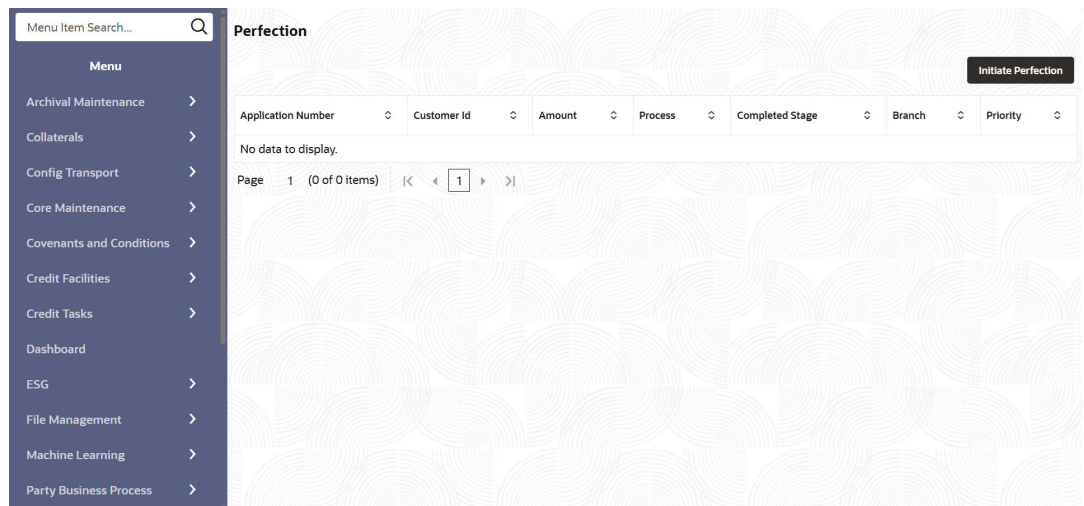 Menu Item Search...
Menu
Archival Maintenance
Collaterals
Config Transport
Core Maintenance
Covenants and Conditions
Credit Facilities
Credit Tasks
Dashboard
ESG
File Management
Machine Learning
Party Business Process
Perfection
Initiate Perfection
Application Number Customer Id Amount Process Completed Stage Branch Priority
No data to display.
Page 1 (0 of 0 items) 1